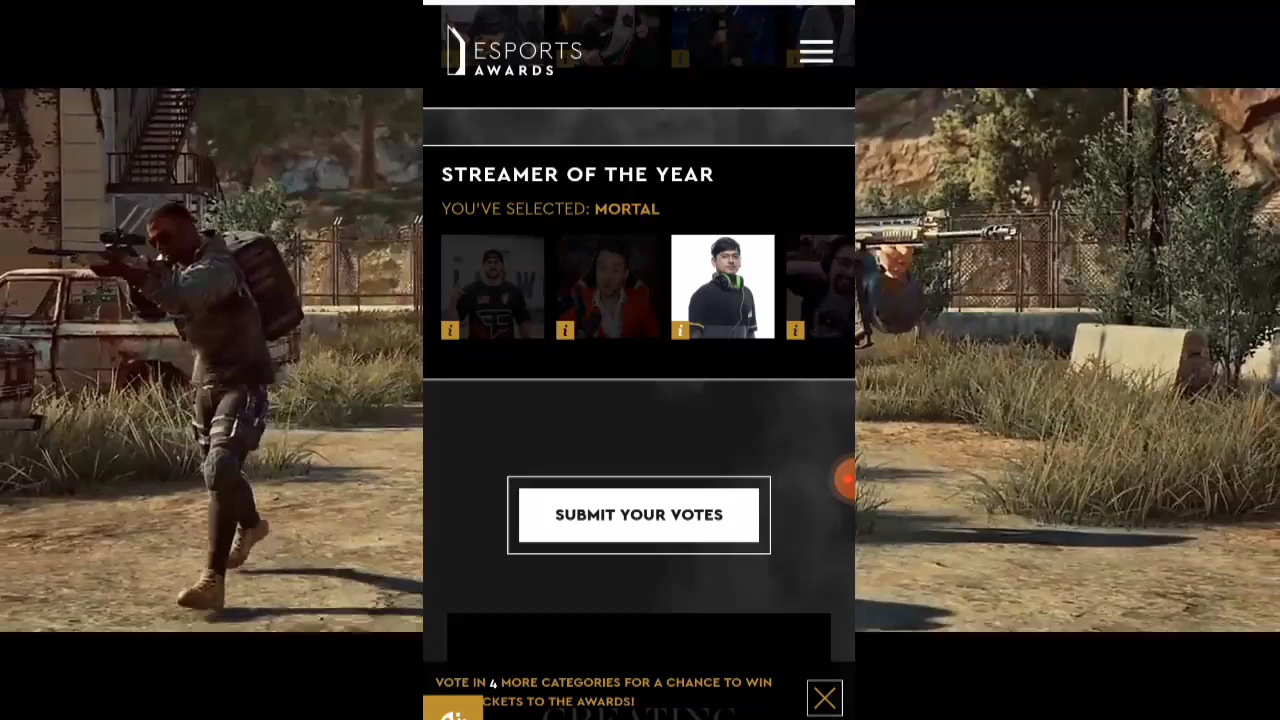 ESPORTS
AWARDS
STREAMER OF THE YEAR
YOU'VE SELECTED: MORTAL
i i i i
SUBMIT YOUR VOTES
VOTE IN 4 MORE CATEGORIES FOR A CHANCE TO WIN
CKETS TO THE AWARDS!
CREATING